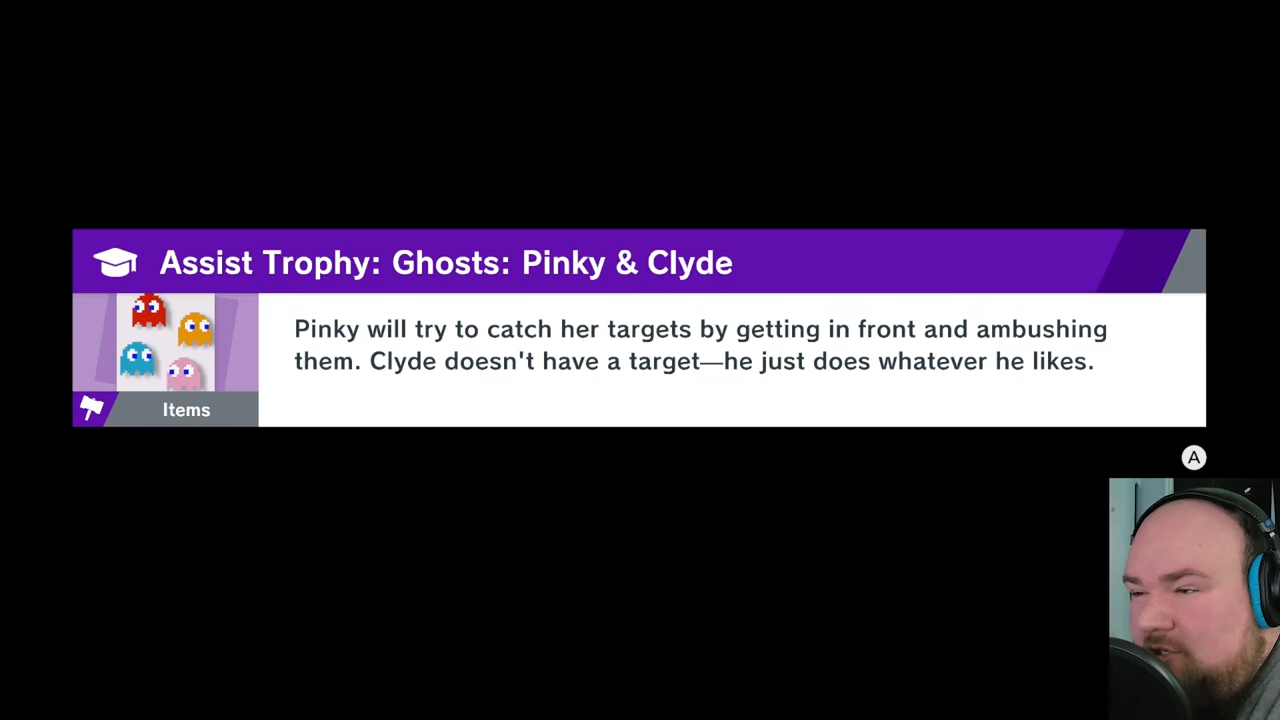 Assist Trophy: Ghosts: Pinky & Clyde
Pinky will try to catch her targets by getting in front and ambushing
them. Clyde doesn't have a target—he just does whatever he likes.
Items
A